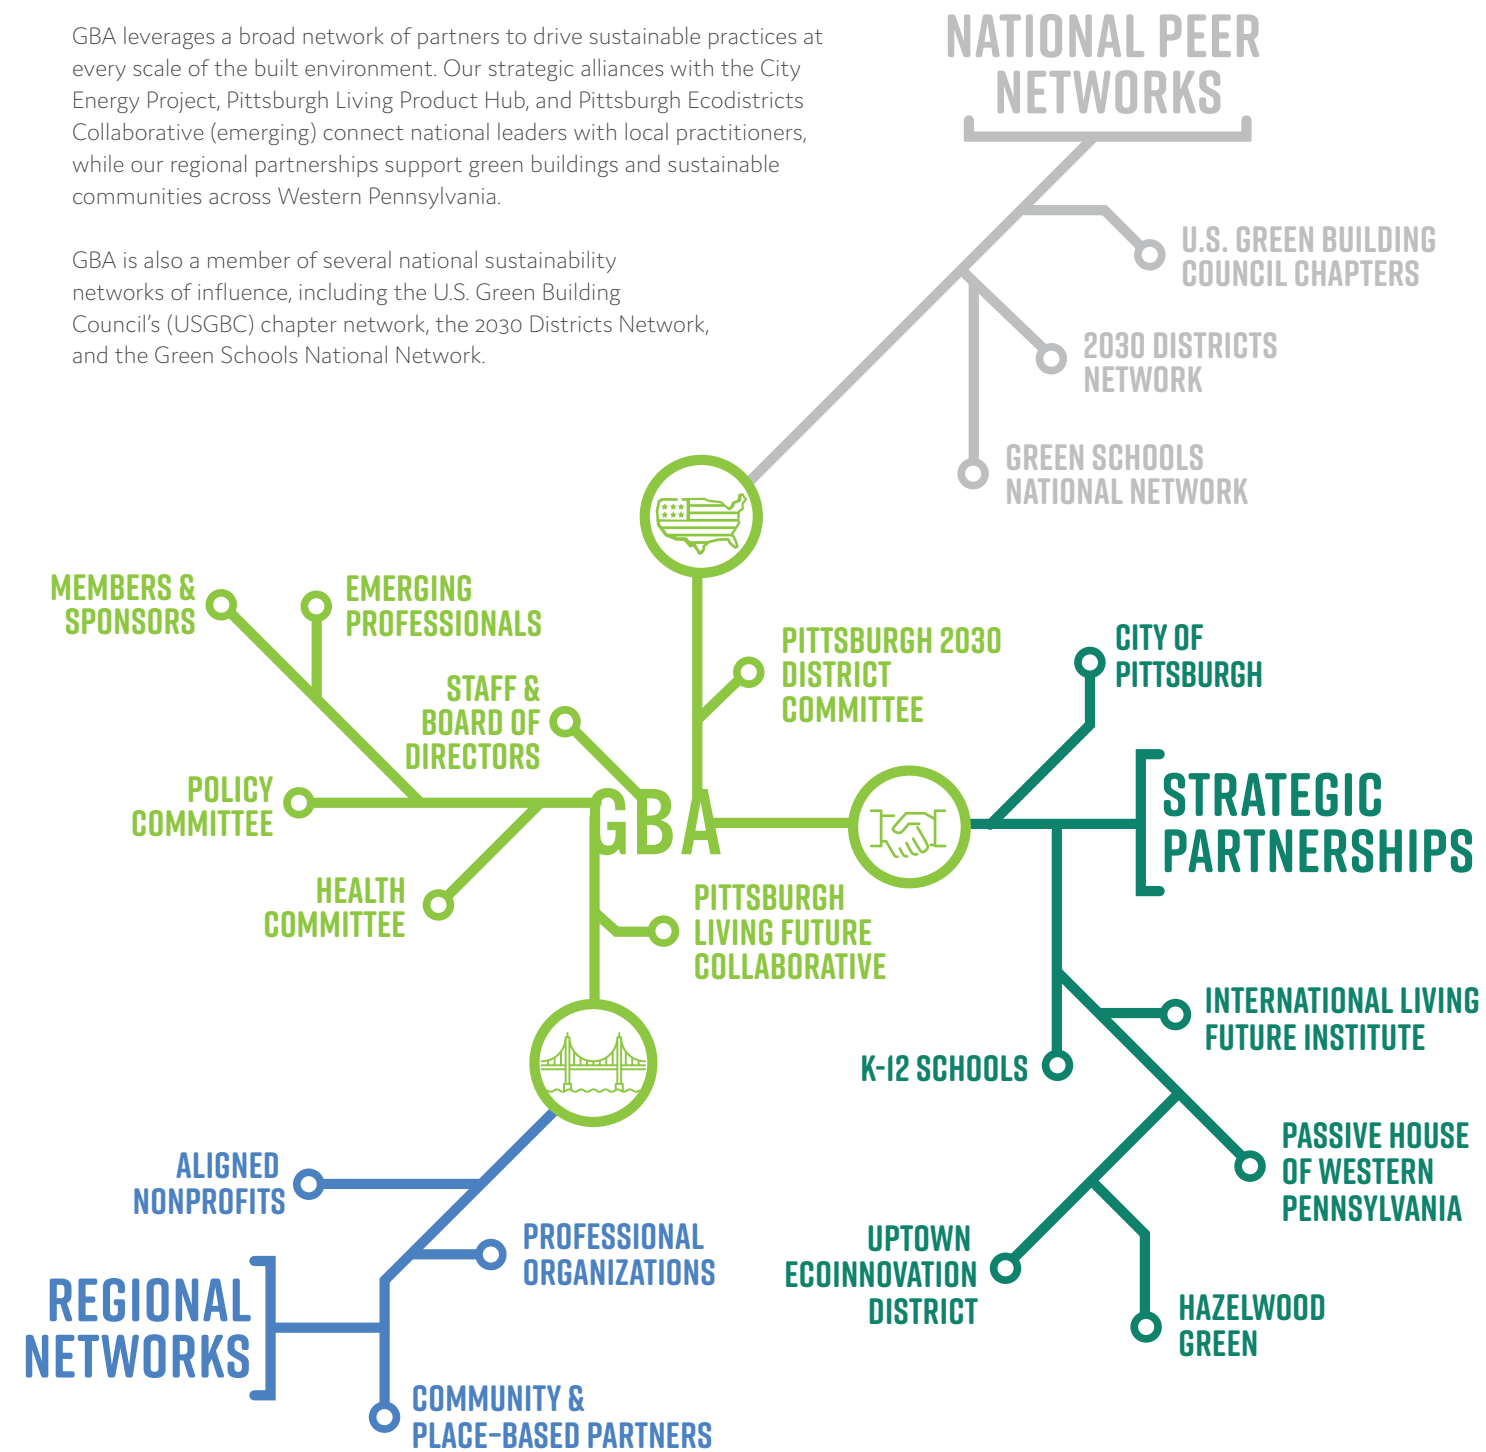 GBA leverages a broad network of partners to drive sustainable practices at
every scale of the built environment. Our strategic alliances with the City
Energy Project, Pittsburgh Living Product Hub, and Pittsburgh Ecodistricts
Collaborative (emerging) connect national leaders with local practitioners,
while our regional partnerships support green buildings and sustainable
communities across Western Pennsylvania.
GBA is also a member of several national sustainability
networks of influence, including the U.S. Green Building
Council's (USGBC) chapter network, the 2030 Districts Network,
and the Green Schools National Network.
NATIONAL PEER
NETWORKS
U.S. GREEN BUILDING
COUNCIL CHAPTERS
2030 DISTRICTS
NETWORK
GREEN SCHOOLS
NATIONAL NETWORK
MEMBERS &
SPONSORS
EMERGING
PROFESSIONALS
STAFF &
BOARD OF
DIRECTORS
PITTSBURGH 2030
DISTRICT
COMMITTEE
POLICY
COMMITTEE
HEALTH
COMMITTEE
GBA
PITTSBURGH
LIVING FUTURE
COLLABORATIVE
CITY OF
PITTSBURGH
STRATEGIC
PARTNERSHIPS
K-12 SCHOOLS
INTERNATIONAL LIVING
FUTURE INSTITUTE
PASSIVE HOUSE
OF WESTERN
PENNSYLVANIA
UPTOWN
ECOINNOVATION
DISTRICT
HAZELWOOD
GREEN
ALIGNED
NONPROFITS
PROFESSIONAL
ORGANIZATIONS
REGIONAL
NETWORKS
COMMUNITY &
PLACE-BASED PARTNERS